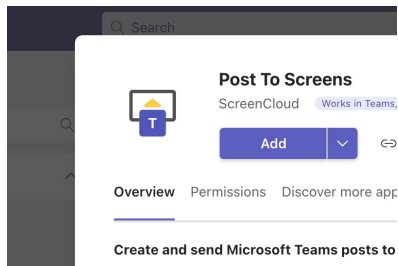 Search
Post To Screens
ScreenCloud Works in Teams,
T
Add
Overview Permissions Discover more app
Create and send Microsoft Teams posts to